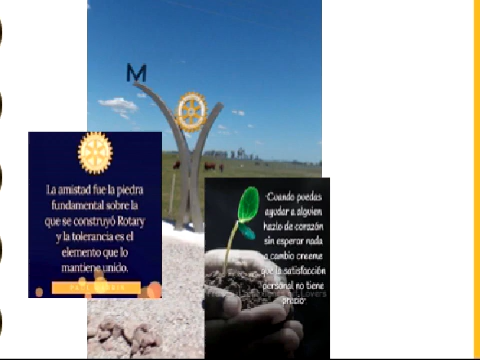 M
La amistad fue la piedra
fundamental sobre la
que se construyó Rotary
y la tolerancia es el
elemento que lo
mantiene unido.
"Cuando puedas
ayudar a alguien
hazlo de corazón
sin esperar nada
a cambio creeme
que la satisfacción
personal no tiene
precio"